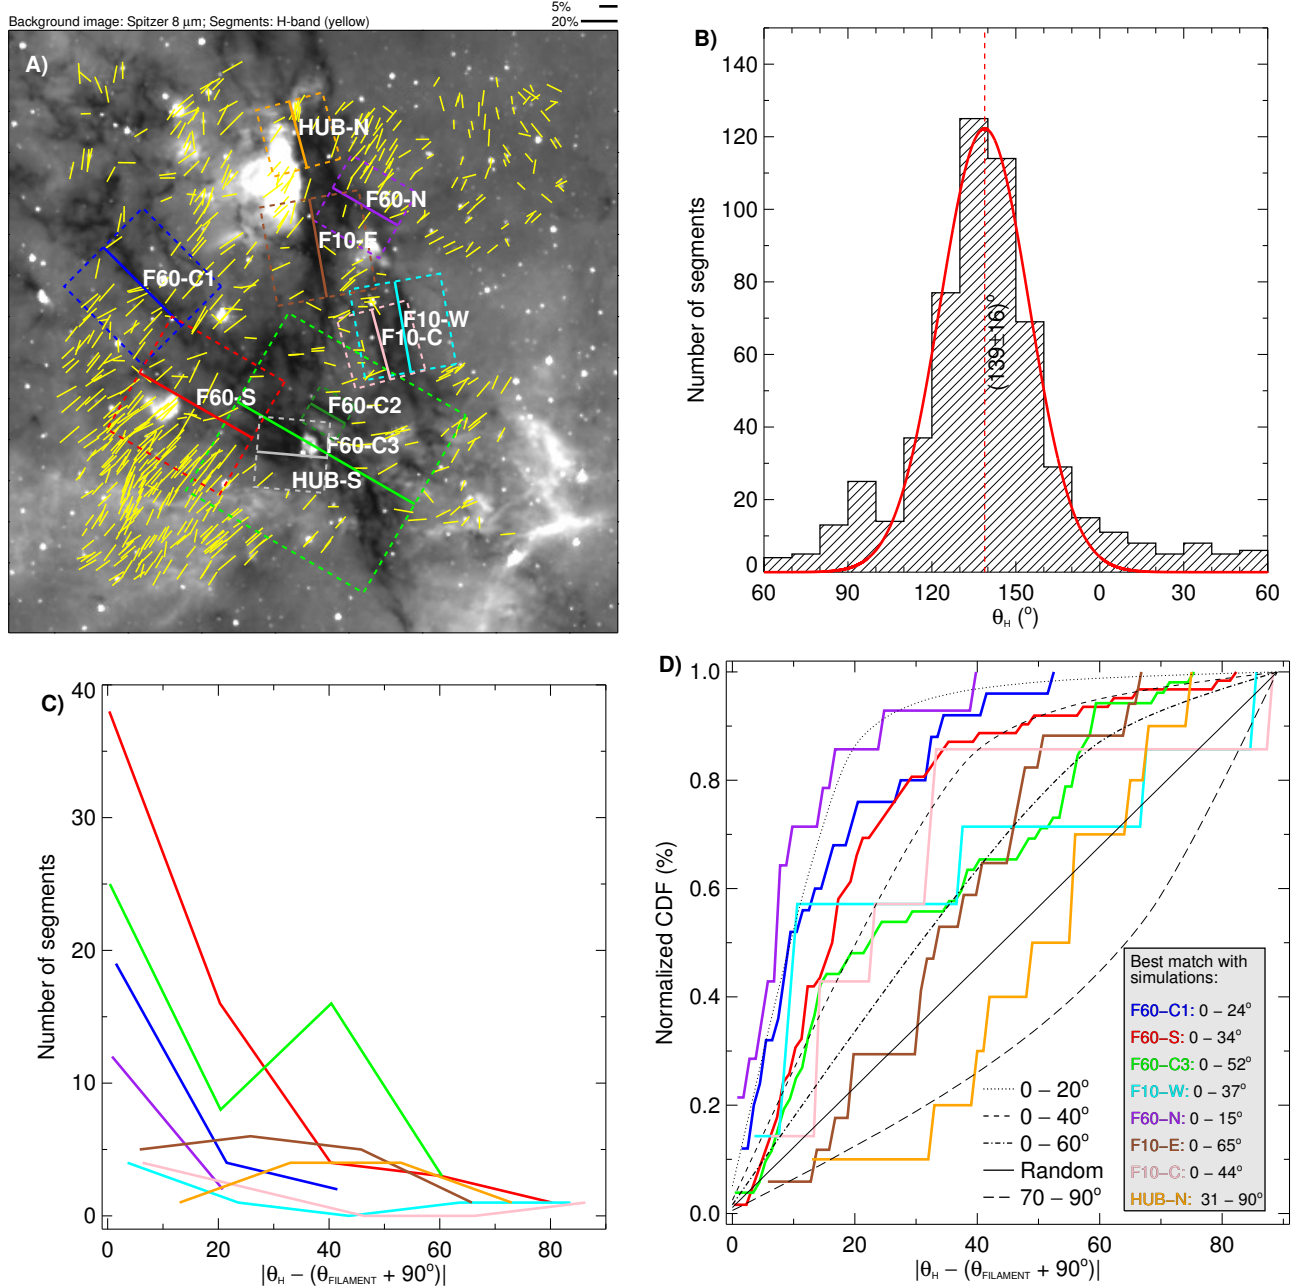 5%
Background image: Spitzer 8 μm; Segments: H-band (yellow)
20%
A)
HUB-N
F60-N
F10-E
F60-C1
F10-W
F10-C
F60-S
F60-C2
F60-C3
HUB-S
B)
Number of segments
140
120
100
80
60
40
20
0
(139±16)°
60 90 120 150 0 30 60
θH (°)
C)
Number of segments
40
30
20
10
0
0 20 40 60 80
|θH − (θFILAMENT + 90°)|
D)
Normalized CDF (%)
1.0
0.8
0.6
0.4
0.2
0.0
0 − 20°
0 − 40°
0 − 60°
Random
70 − 90°
Best match with
simulations:
F60−C1: 0 − 24°
F60−S: 0 − 34°
F60−C3: 0 − 52°
F10−W: 0 − 37°
F60−N: 0 − 15°
F10−E: 0 − 65°
F10−C: 0 − 44°
HUB−N: 31 − 90°
0 20 40 60 80
|θH − (θFILAMENT + 90°)|